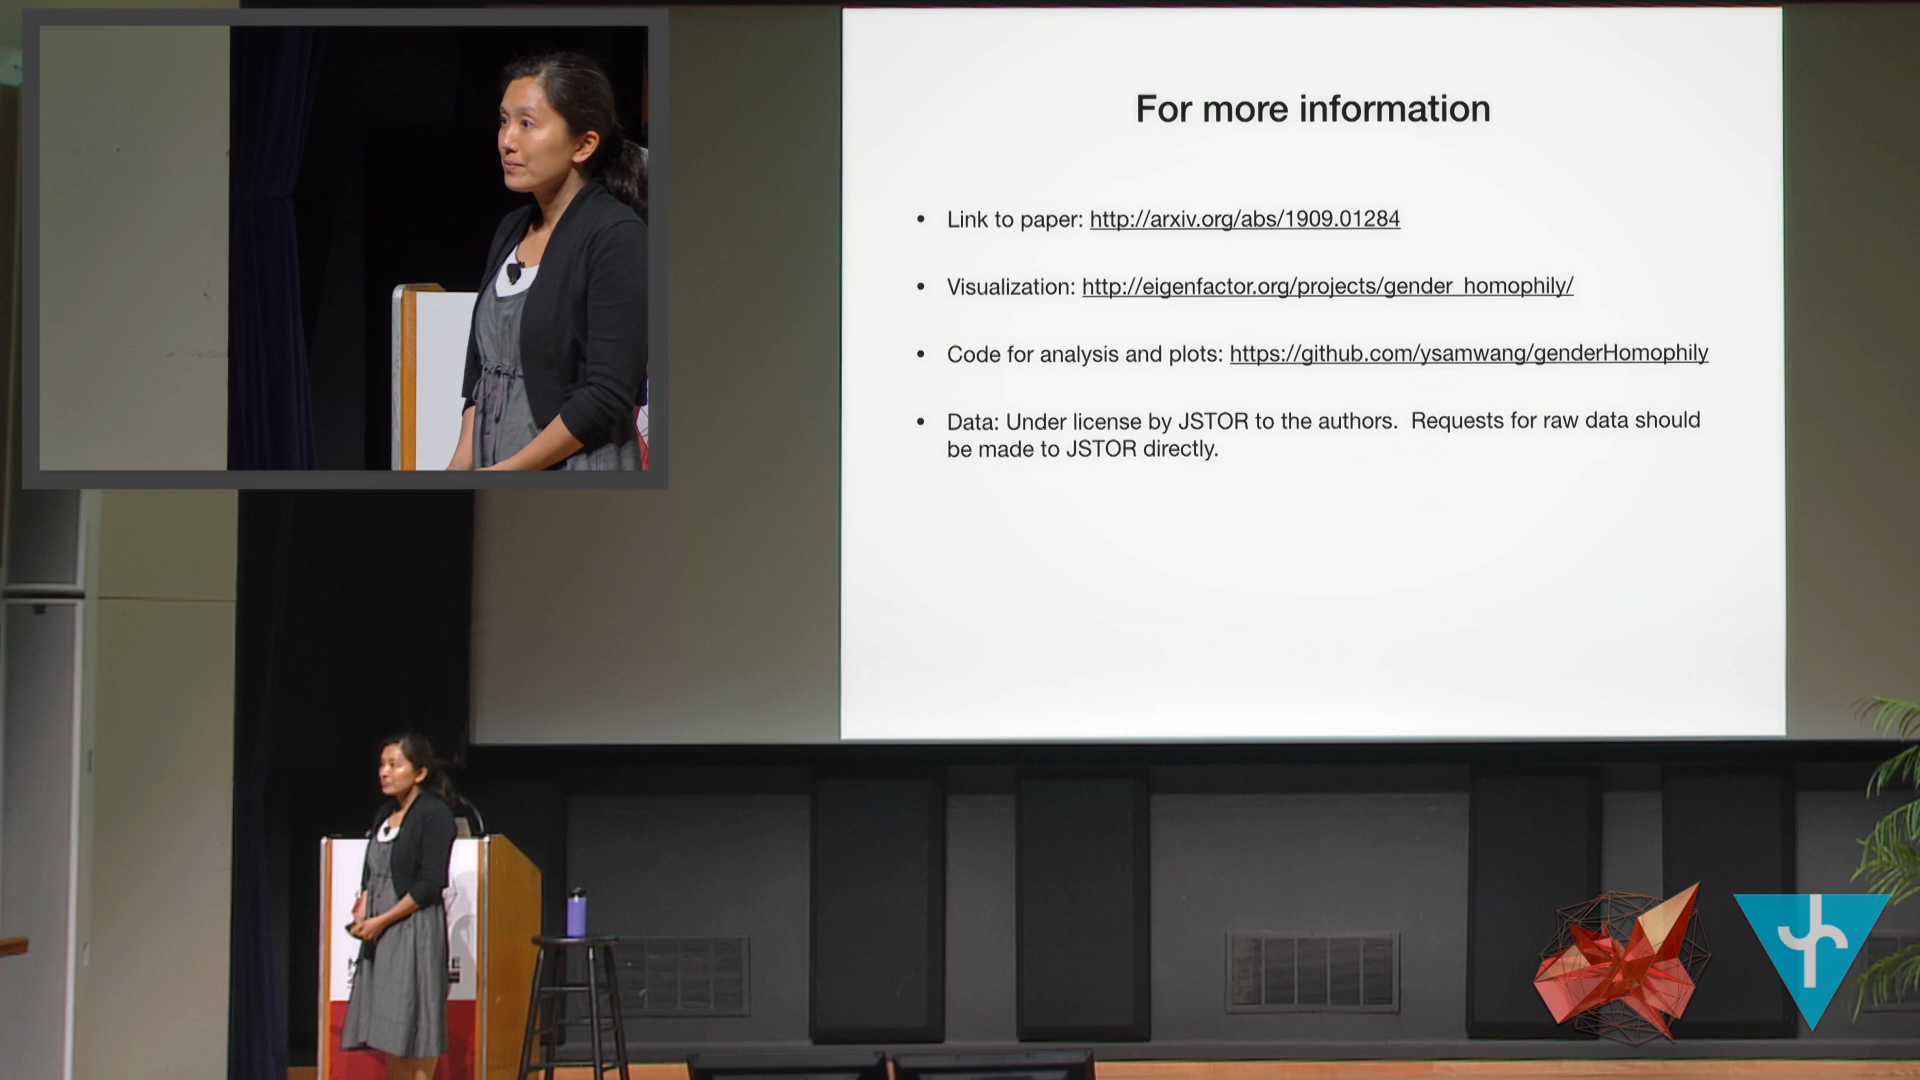 For more information
• Link to paper: http://arxiv.org/abs/1909.01284
• Visualization: http://eigenfactor.org/projects/gender_homophily/
• Code for analysis and plots: https://github.com/ysamwang/genderHomophily
• Data: Under license by JSTOR to the authors.  Requests for raw data should
be made to JSTOR directly.